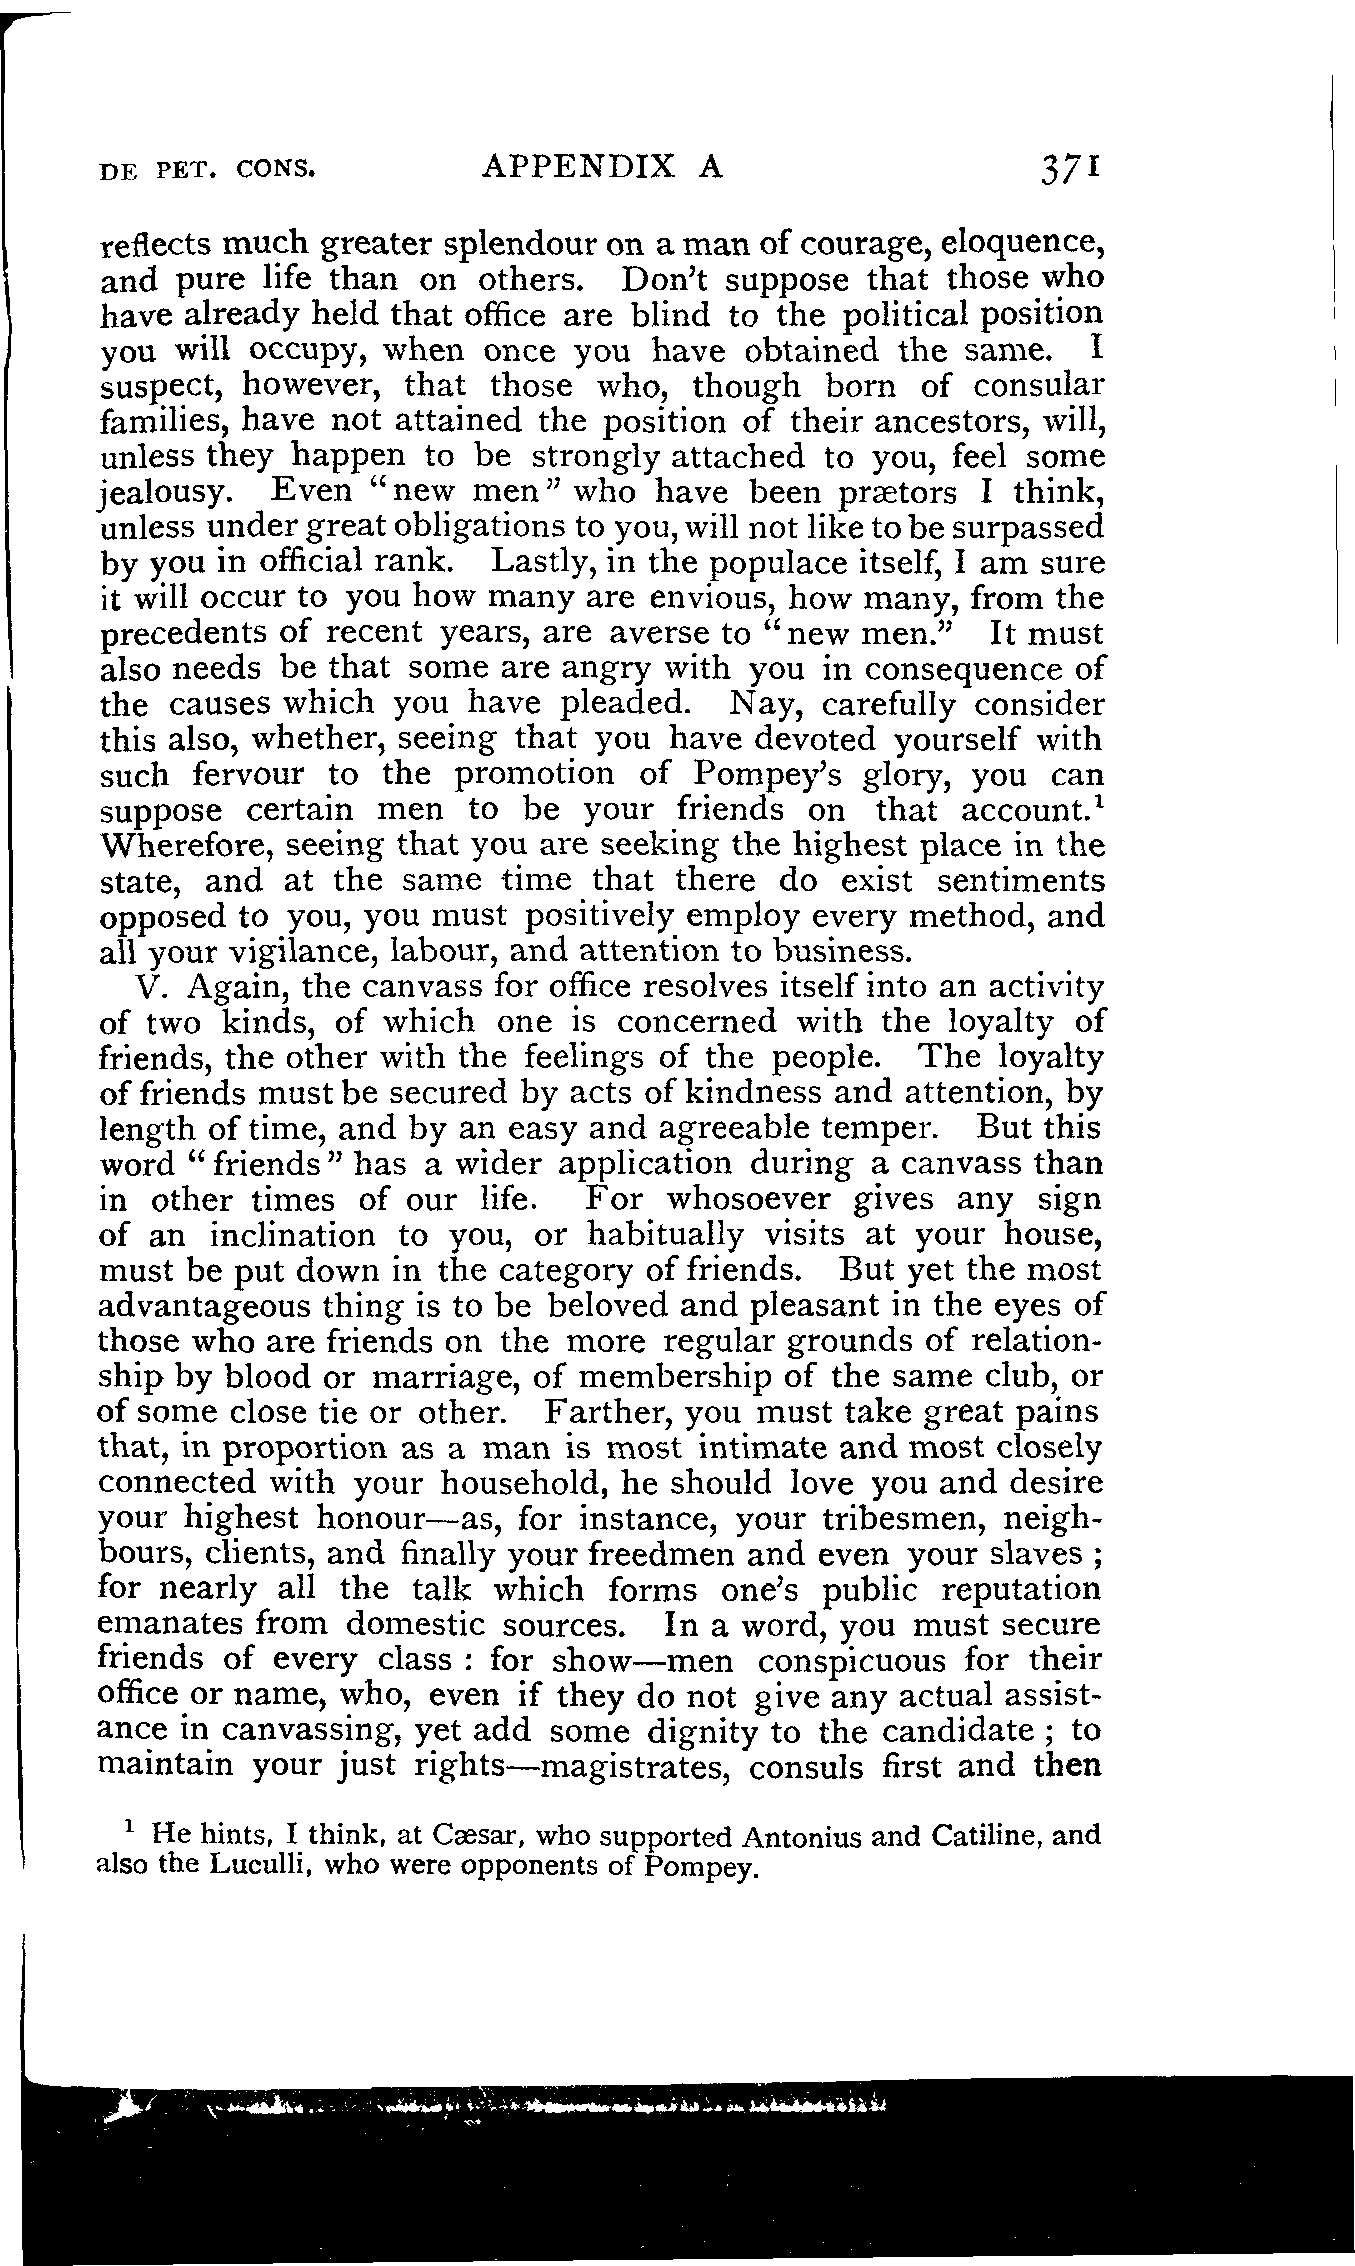 DE PET. CONS. APPENDIX A 371
reflects much greater splendour on a man of courage, eloquence,
and pure life than on others. Don't suppose that those who
have already held that office are blind to the political position
you will occupy, when once you have obtained the same. I
suspect, however, that those who, though born of consular
families, have not attained the position of their ancestors, will,
unless they happen to be strongly attached to you, feel some
jealousy. Even “new men” who have been prætors I think,
unless under great obligations to you, will not like to be surpassed
by you in official rank. Lastly, in the populace itself, I am sure
it will occur to you how many are envious, how many, from the
precedents of recent years, are averse to “new men.” It must
also needs be that some are angry with you in consequence of
the causes which you have pleaded. Nay, carefully consider
this also, whether, seeing that you have devoted yourself with
such fervour to the promotion of Pompey's glory, you can
suppose certain men to be your friends on that account.¹
Wherefore, seeing that you are seeking the highest place in the
state, and at the same time that there do exist sentiments
opposed to you, you must positively employ every method, and
all your vigilance, labour, and attention to business.
V. Again, the canvass for office resolves itself into an activity
of two kinds, of which one is concerned with the loyalty of
friends, the other with the feelings of the people. The loyalty
of friends must be secured by acts of kindness and attention, by
length of time, and by an easy and agreeable temper. But this
word “friends” has a wider application during a canvass than
in other times of our life. For whosoever gives any sign
of an inclination to you, or habitually visits at your house,
must be put down in the category of friends. But yet the most
advantageous thing is to be beloved and pleasant in the eyes of
those who are friends on the more regular grounds of relation-
ship by blood or marriage, of membership of the same club, or
of some close tie or other. Farther, you must take great pains
that, in proportion as a man is most intimate and most closely
connected with your household, he should love you and desire
your highest honour—as, for instance, your tribesmen, neigh-
bours, clients, and finally your freedmen and even your slaves ;
for nearly all the talk which forms one's public reputation
emanates from domestic sources. In a word, you must secure
friends of every class : for show—men conspicuous for their
office or name, who, even if they do not give any actual assist-
ance in canvassing, yet add some dignity to the candidate ; to
maintain your just rights—magistrates, consuls first and then
¹ He hints, I think, at Cæsar, who supported Antonius and Catiline, and
also the Luculli, who were opponents of Pompey.